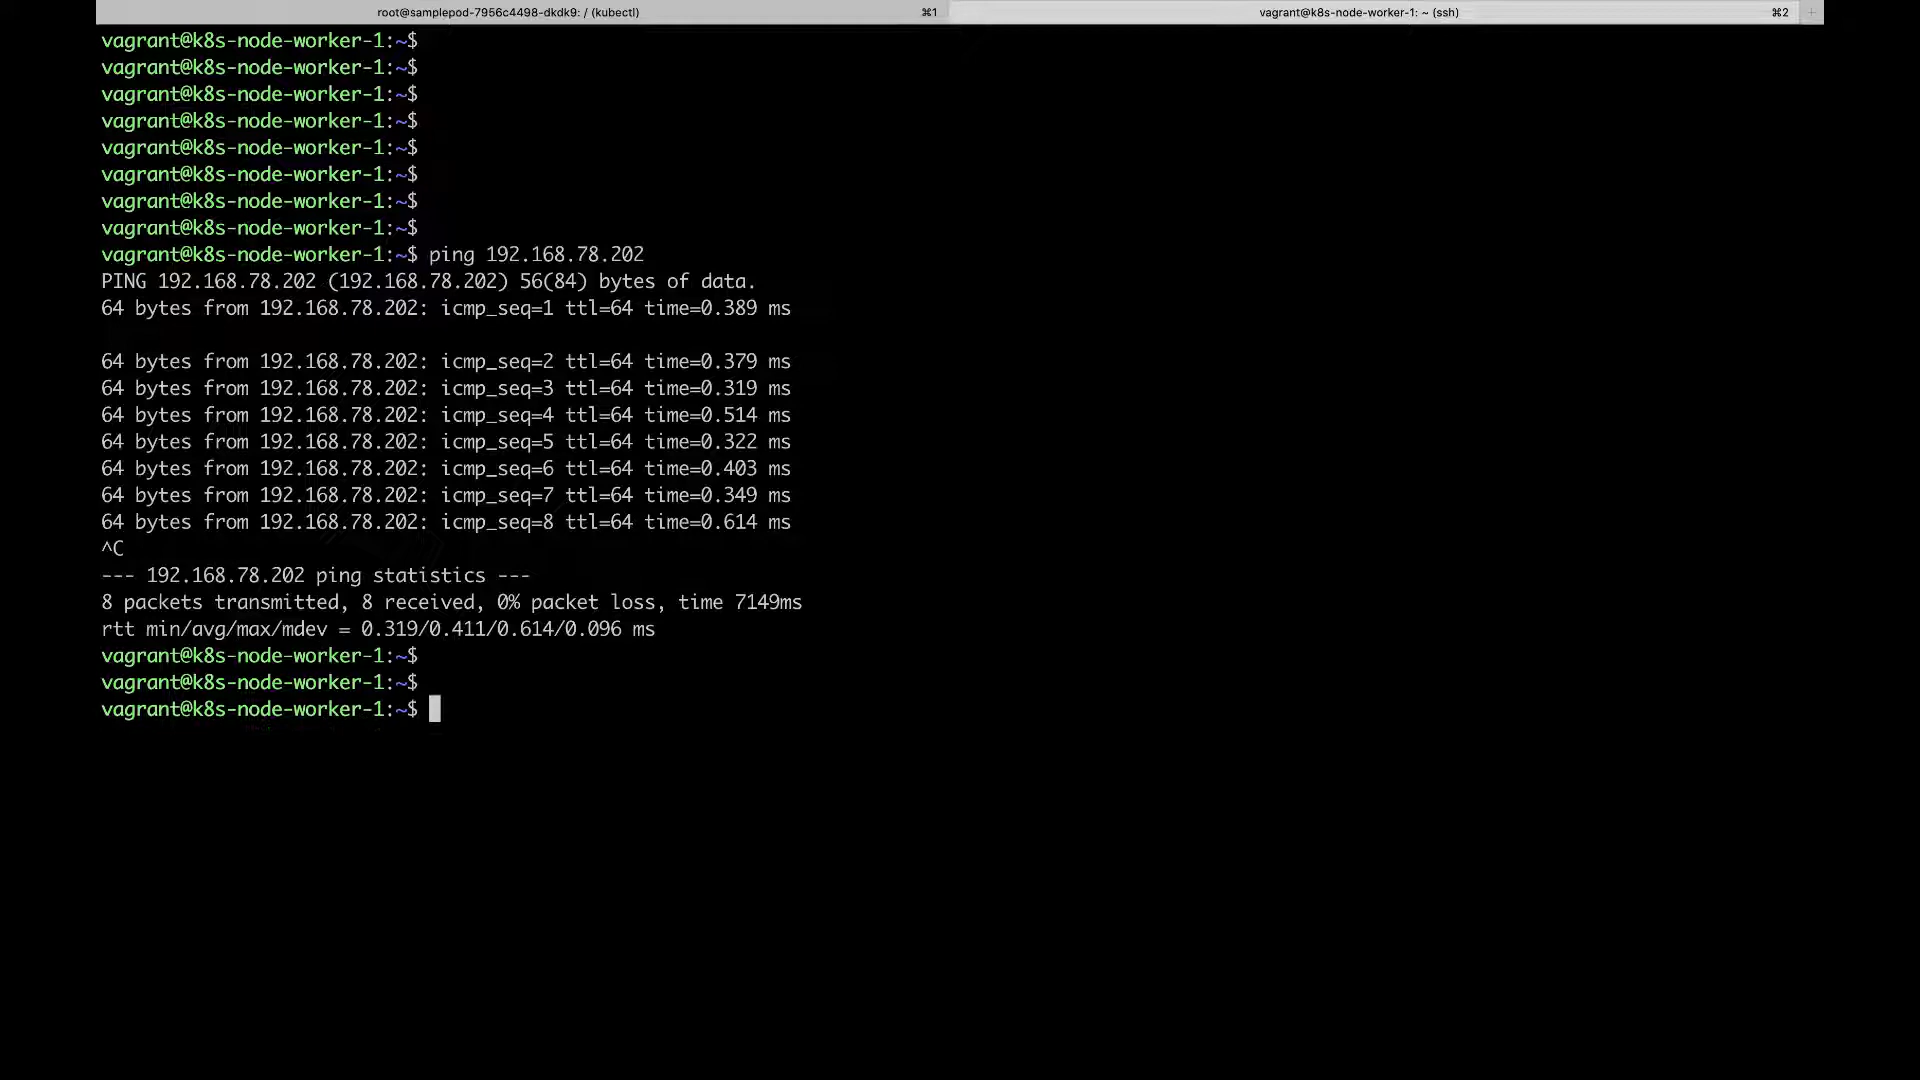 root@samplepod-7956c4498-dkdk9: / (kubectl) ⌘1 vagrant@k8s-node-worker-1: ~ (ssh) ⌘2 +
vagrant@k8s-node-worker-1:~$
vagrant@k8s-node-worker-1:~$
vagrant@k8s-node-worker-1:~$
vagrant@k8s-node-worker-1:~$
vagrant@k8s-node-worker-1:~$
vagrant@k8s-node-worker-1:~$
vagrant@k8s-node-worker-1:~$
vagrant@k8s-node-worker-1:~$
vagrant@k8s-node-worker-1:~$ ping 192.168.78.202
PING 192.168.78.202 (192.168.78.202) 56(84) bytes of data.
64 bytes from 192.168.78.202: icmp_seq=1 ttl=64 time=0.389 ms
64 bytes from 192.168.78.202: icmp_seq=2 ttl=64 time=0.379 ms
64 bytes from 192.168.78.202: icmp_seq=3 ttl=64 time=0.319 ms
64 bytes from 192.168.78.202: icmp_seq=4 ttl=64 time=0.514 ms
64 bytes from 192.168.78.202: icmp_seq=5 ttl=64 time=0.322 ms
64 bytes from 192.168.78.202: icmp_seq=6 ttl=64 time=0.403 ms
64 bytes from 192.168.78.202: icmp_seq=7 ttl=64 time=0.349 ms
64 bytes from 192.168.78.202: icmp_seq=8 ttl=64 time=0.614 ms
^C
--- 192.168.78.202 ping statistics ---
8 packets transmitted, 8 received, 0% packet loss, time 7149ms
rtt min/avg/max/mdev = 0.319/0.411/0.614/0.096 ms
vagrant@k8s-node-worker-1:~$
vagrant@k8s-node-worker-1:~$
vagrant@k8s-node-worker-1:~$